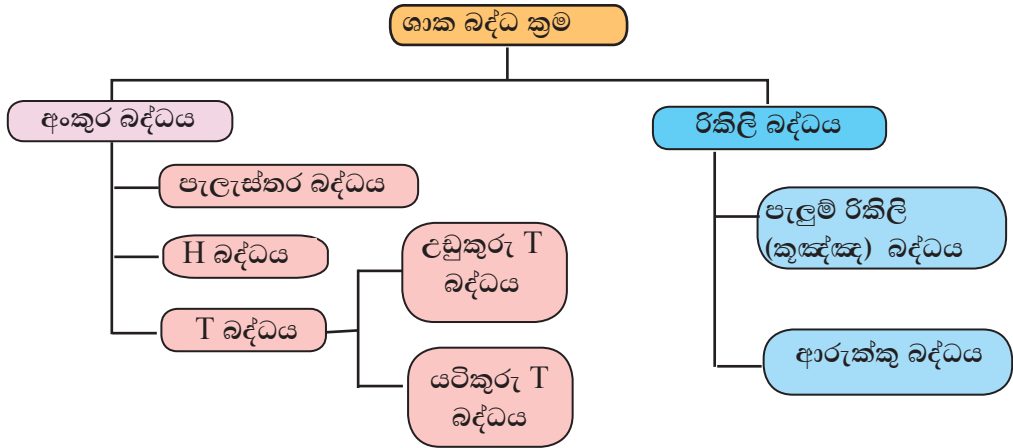 ශාක බද්ධ ක්‍රම
අංකුර බද්ධය
රිකිලි බද්ධය
පැලැස්තර බද්ධය
H බද්ධය
T බද්ධය
උඩුකුරු T
බද්ධය
යටිකුරු T
බද්ධය
පැලුම් රිකිලි
(කූඤ්ඤ) බද්ධය
ආරුක්කු බද්ධය